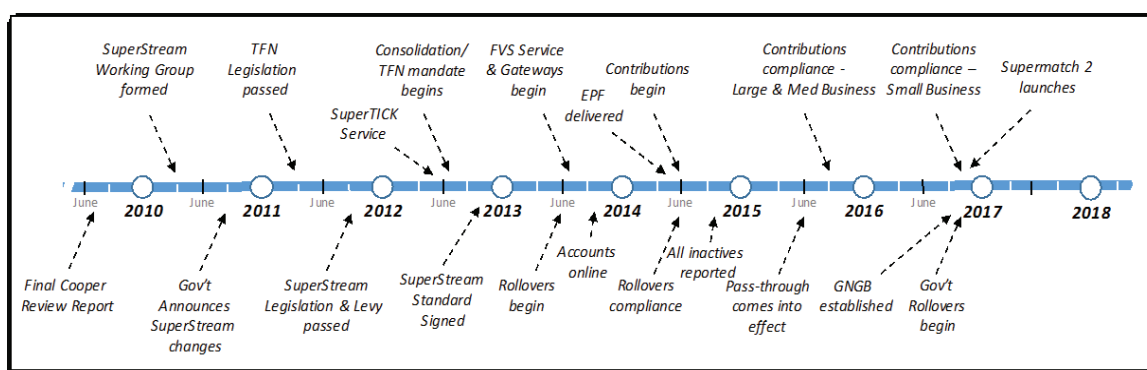 SuperStream
Working Group
formed
TFN
Legislation
passed
Consolidation/
TFN mandate
begins
SuperTICK
Service
FVS Service
& Gateways
begin
EPF
delivered
Contributions
begin
Contributions
compliance -
Large & Med Business
Contributions
compliance –
Small Business
Supermatch 2
launches
June
2010
June
2011
June
2012
June
2013
June
2014
June
2015
June
2016
June
2017
2018
Final Cooper
Review Report
Gov't
Announces
SuperStream
changes
SuperStream
Legislation & Levy
passed
SuperStream
Standard
Signed
Rollovers
begin
Accounts
online
Rollovers
compliance
All inactives
reported
Pass-through
comes into
effect
GNGB
established
Gov't
Rollovers
begin